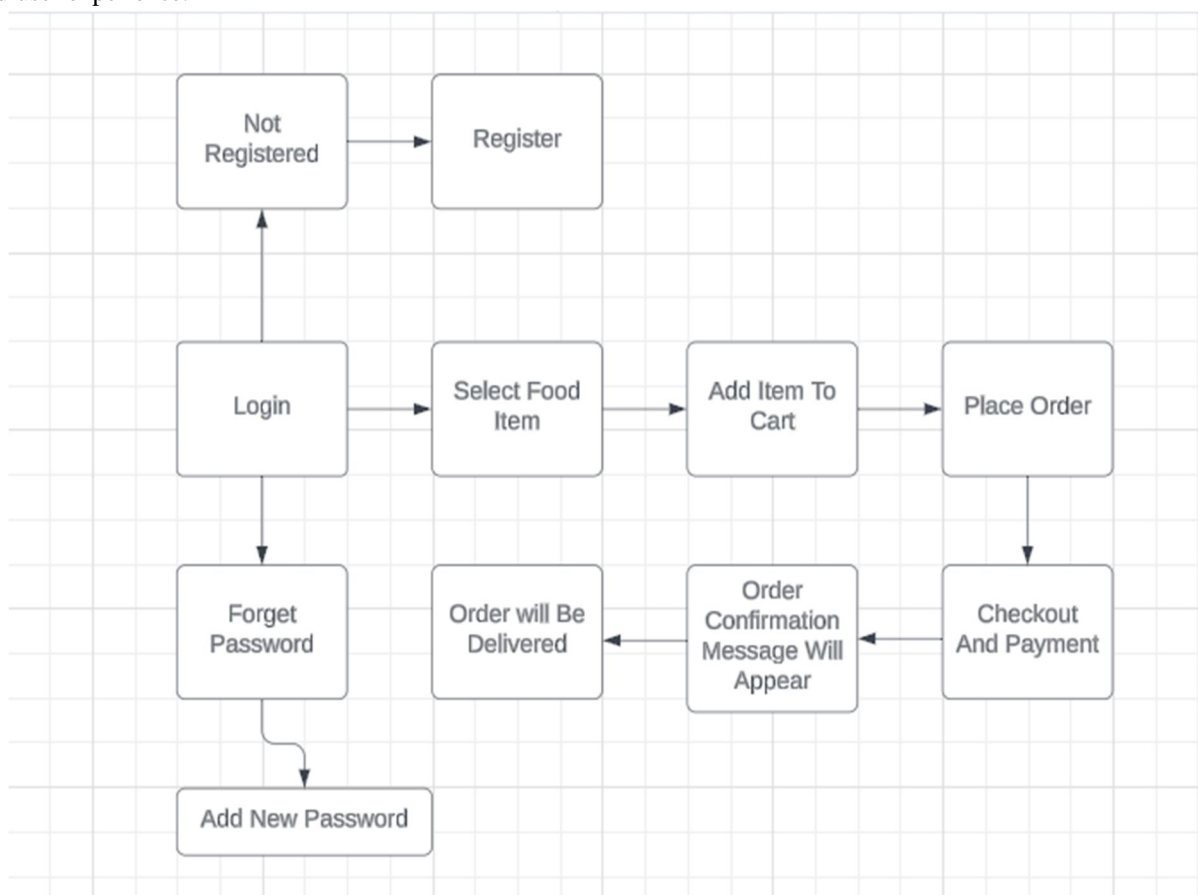 Not
Registered
Register
Login
Select Food
Item
Add Item To
Cart
Place Order
Forget
Password
Order will Be
Delivered
Order
Confirmation
Message Will
Appear
Checkout
And Payment
Add New Password